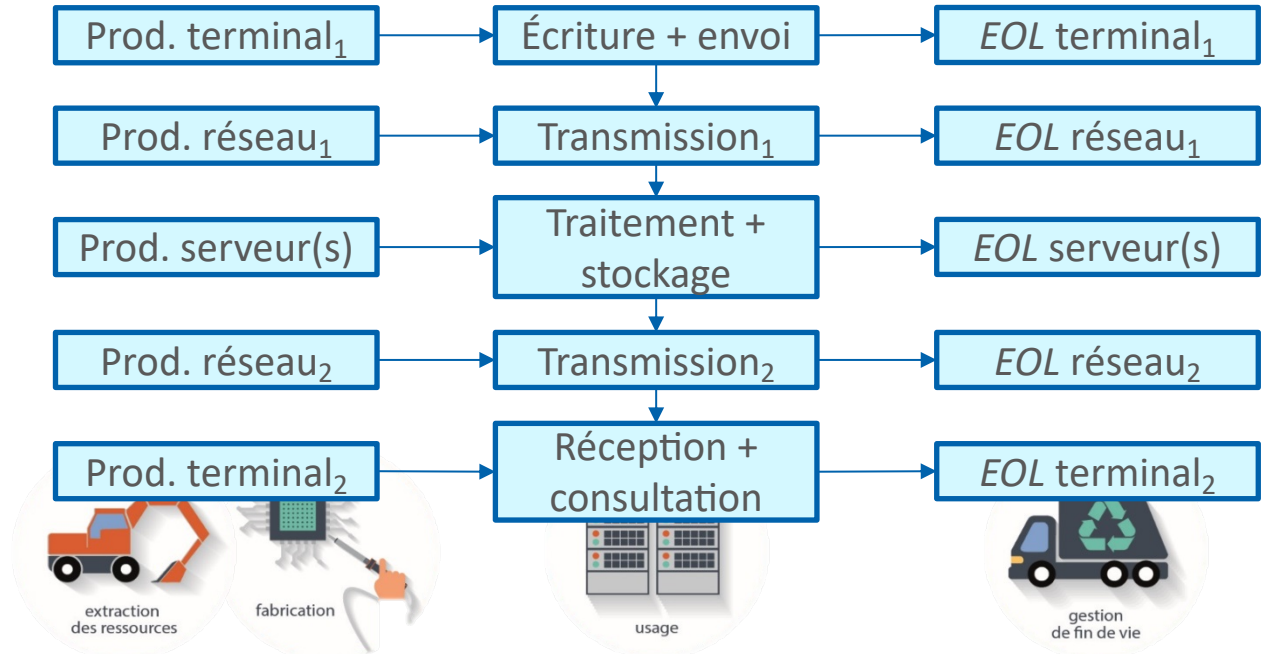 Prod. terminal₁
Écriture + envoi
EOL terminal₁
Prod. réseau₁
Transmission₁
EOL réseau₁
Prod. serveur(s)
Traitement +
stockage
EOL serveur(s)
Prod. réseau₂
Transmission₂
EOL réseau₂
Prod. terminal₂
Réception +
consultation
EOL terminal₂
extraction
des ressources
fabrication
usage
gestion
de fin de vie